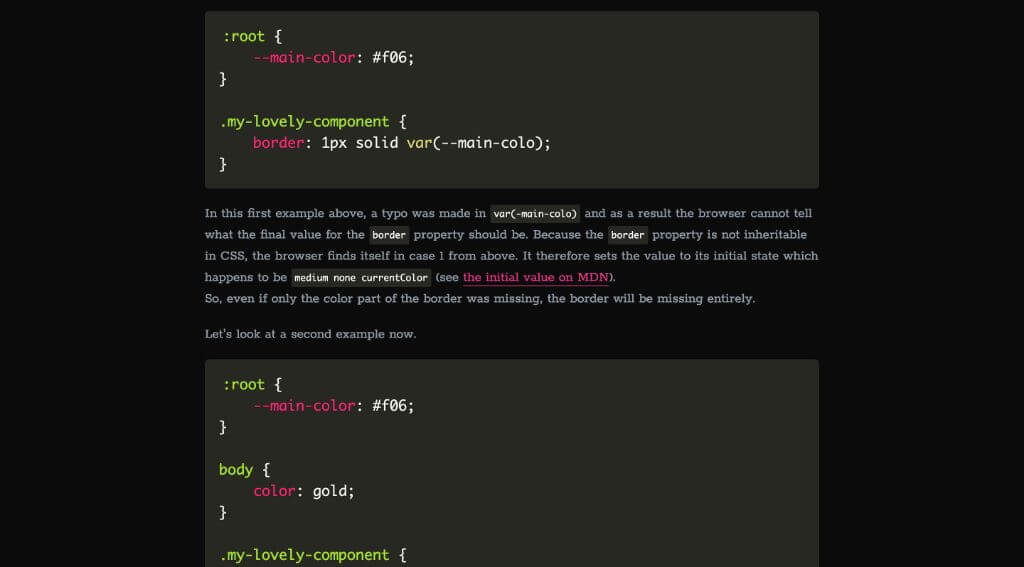 :root {
    --main-color: #f06;
}
.my-lovely-component {
    border: 1px solid var(--main-colo);
}
In this first example above, a typo was made in var(-main-colo) and as a result the browser cannot tell
what the final value for the border property should be. Because the border property is not inheritable
in CSS, the browser finds itself in case 1 from above. It therefore sets the value to its initial state which
happens to be medium none currentColor (see the initial value on MDN).
So, even if only the color part of the border was missing, the border will be missing entirely.
Let's look at a second example now.
:root {
    --main-color: #f06;
}
body {
    color: gold;
}
.my-lovely-component {